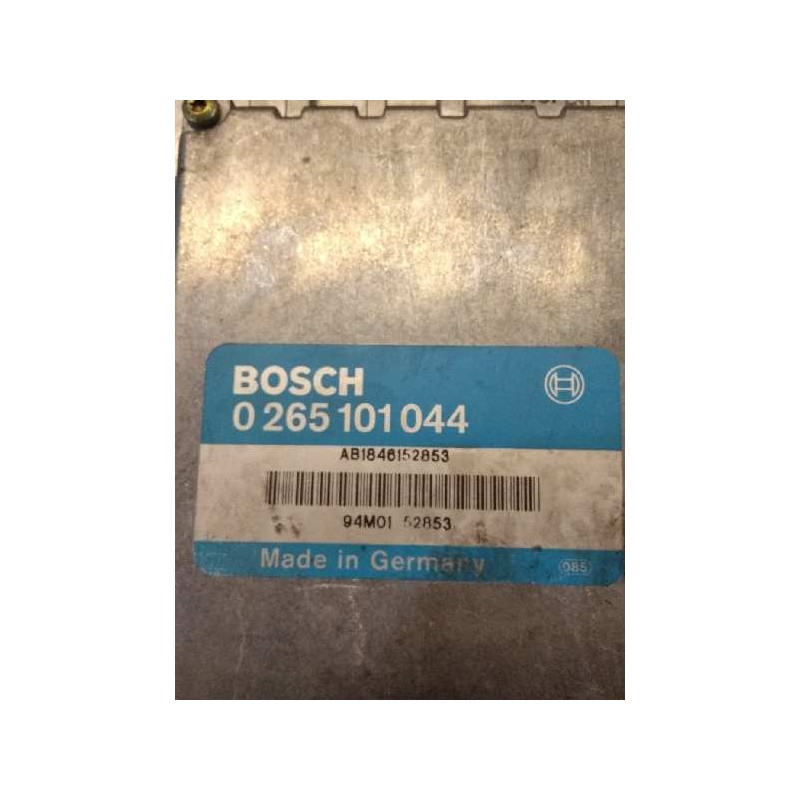 BOSCH
0 265 101 044
AB1846152853
94M01 52853
Made in Germany
085